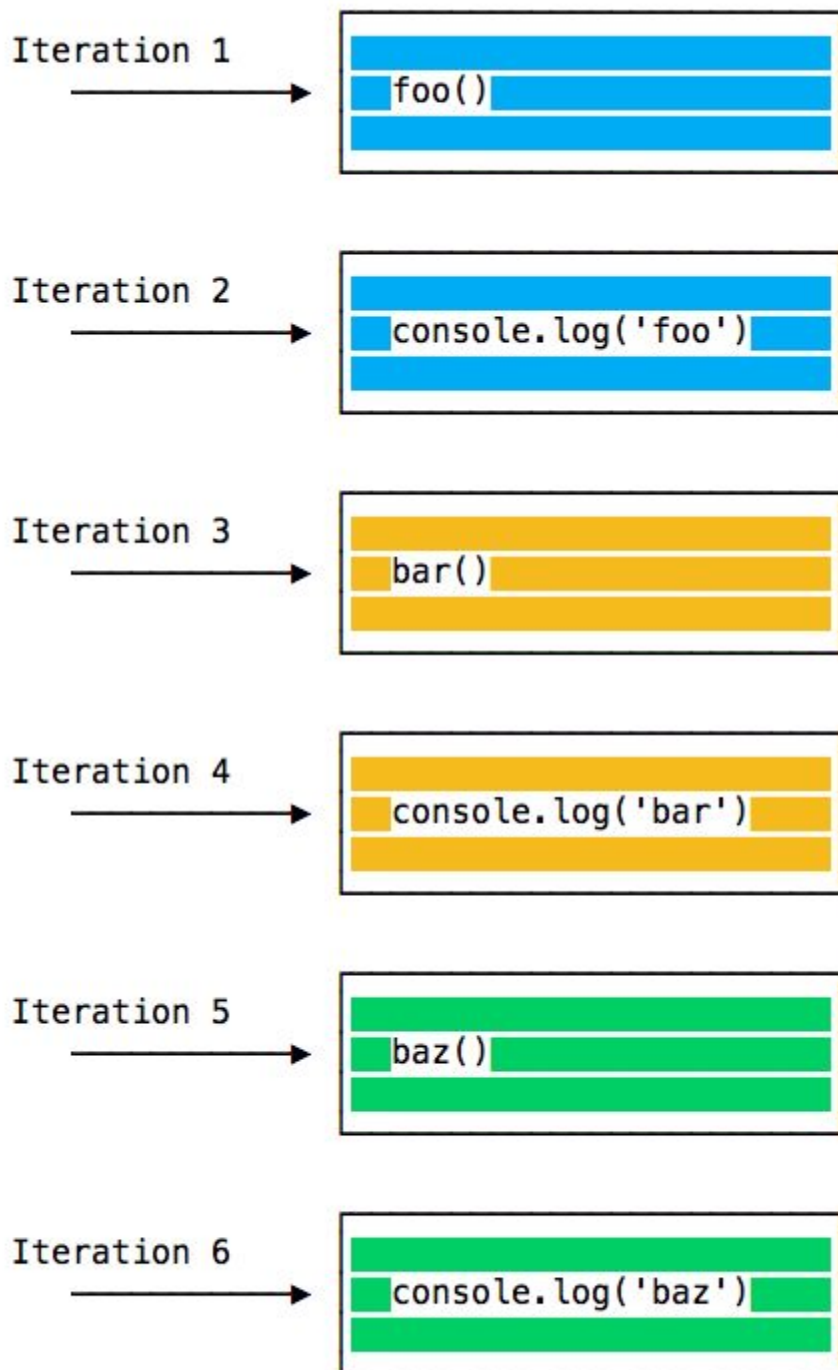 Iteration 1
foo()
Iteration 2
console.log('foo')
Iteration 3
bar()
Iteration 4
console.log('bar')
Iteration 5
baz()
Iteration 6
console.log('baz')